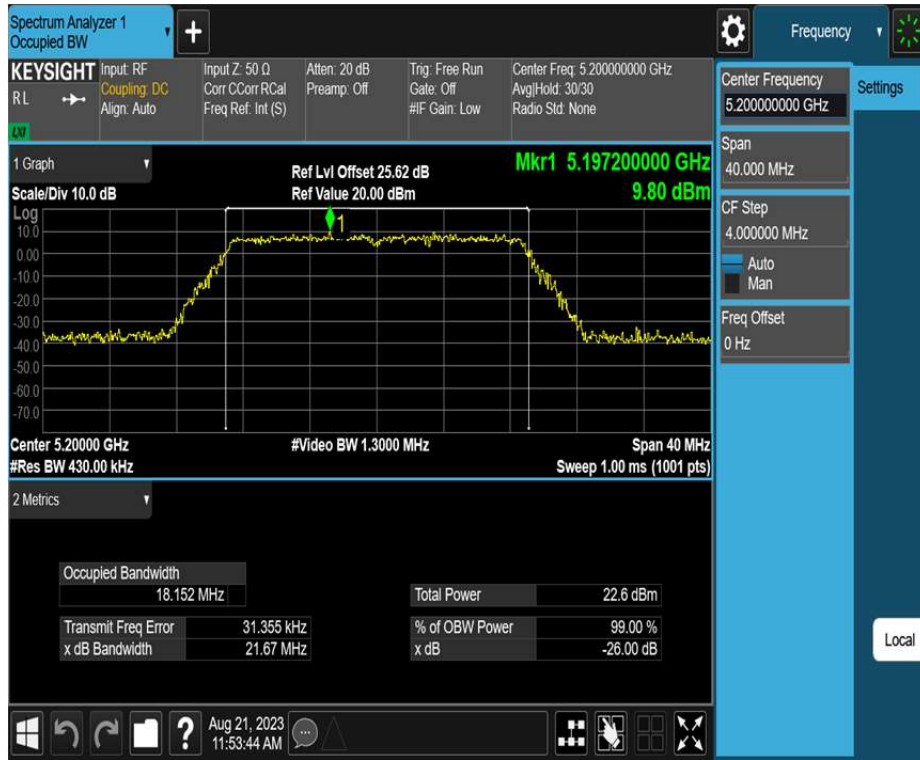 Spectrum Analyzer 1
Occupied BW
+
Frequency
KEYSIGHT
RL
LXI
Input: RF
Coupling: DC
Align: Auto
Input Z: 50 Ω
Corr CCorr RCal
Freq Ref: Int (S)
Atten: 20 dB
Preamp: Off
Trig: Free Run
Gate: Off
#IF Gain: Low
Center Freq: 5.200000000 GHz
Avg|Hold: 30/30
Radio Std: None
Center Frequency
5.200000000 GHz
Settings
Span
40.000 MHz
CF Step
4.000000 MHz
Auto
Man
Freq Offset
0 Hz
Local
1 Graph
Scale/Div 10.0 dB
Ref Lvl Offset 25.62 dB
Ref Value 20.00 dBm
Mkr1 5.197200000 GHz
9.80 dBm
Log
1
10.0
0.00
-10.0
-20.0
-30.0
-40.0
-50.0
-60.0
-70.0
Center 5.20000 GHz
#Video BW 1.3000 MHz
Span 40 MHz
#Res BW 430.00 kHz
Sweep 1.00 ms (1001 pts)
2 Metrics
Occupied Bandwidth
18.152 MHz
Total Power 22.6 dBm
Transmit Freq Error 31.355 kHz
% of OBW Power 99.00 %
x dB Bandwidth 21.67 MHz
x dB -26.00 dB
?
Aug 21, 2023
11:53:44 AM